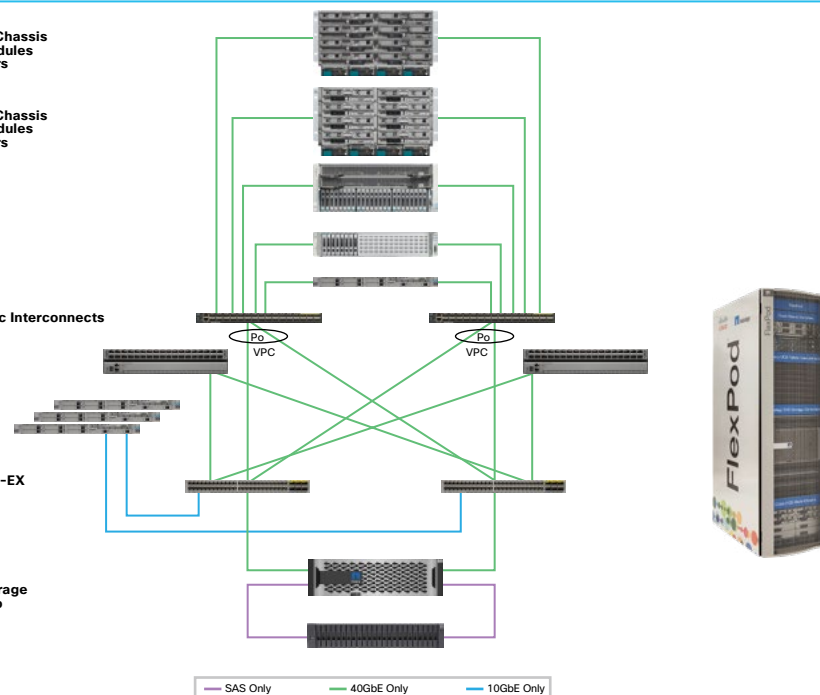 Chassis
dules
rs
Chassis
dules
rs
c Interconnects
Po
VPC
Po
VPC
-EX
rage
FlexPod
FlexPod
SAS Only
40GbE Only
10GbE Only